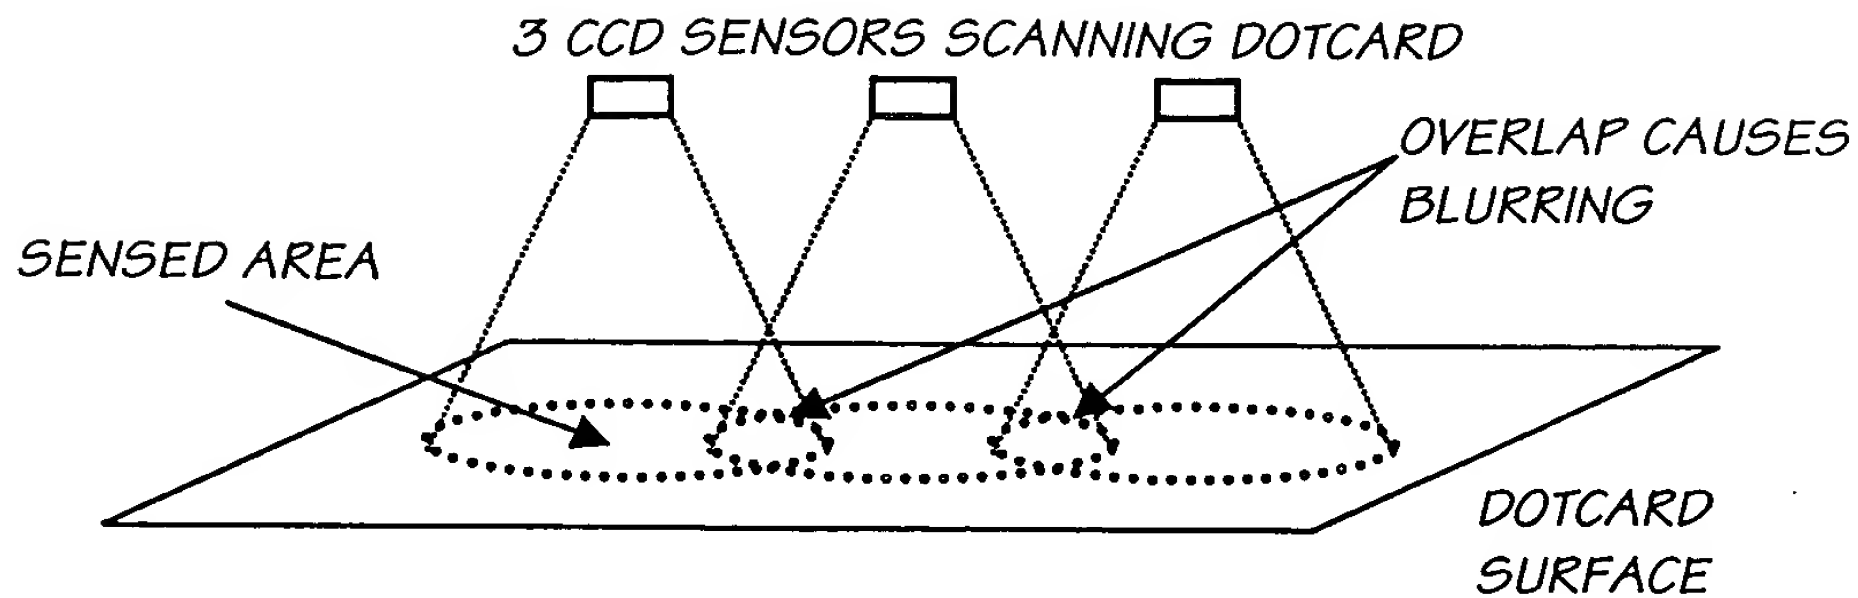 3 CCD SENSORS SCANNING DOTCARD
OVERLAP CAUSES
BLURRING
SENSED AREA
DOTCARD
SURFACE